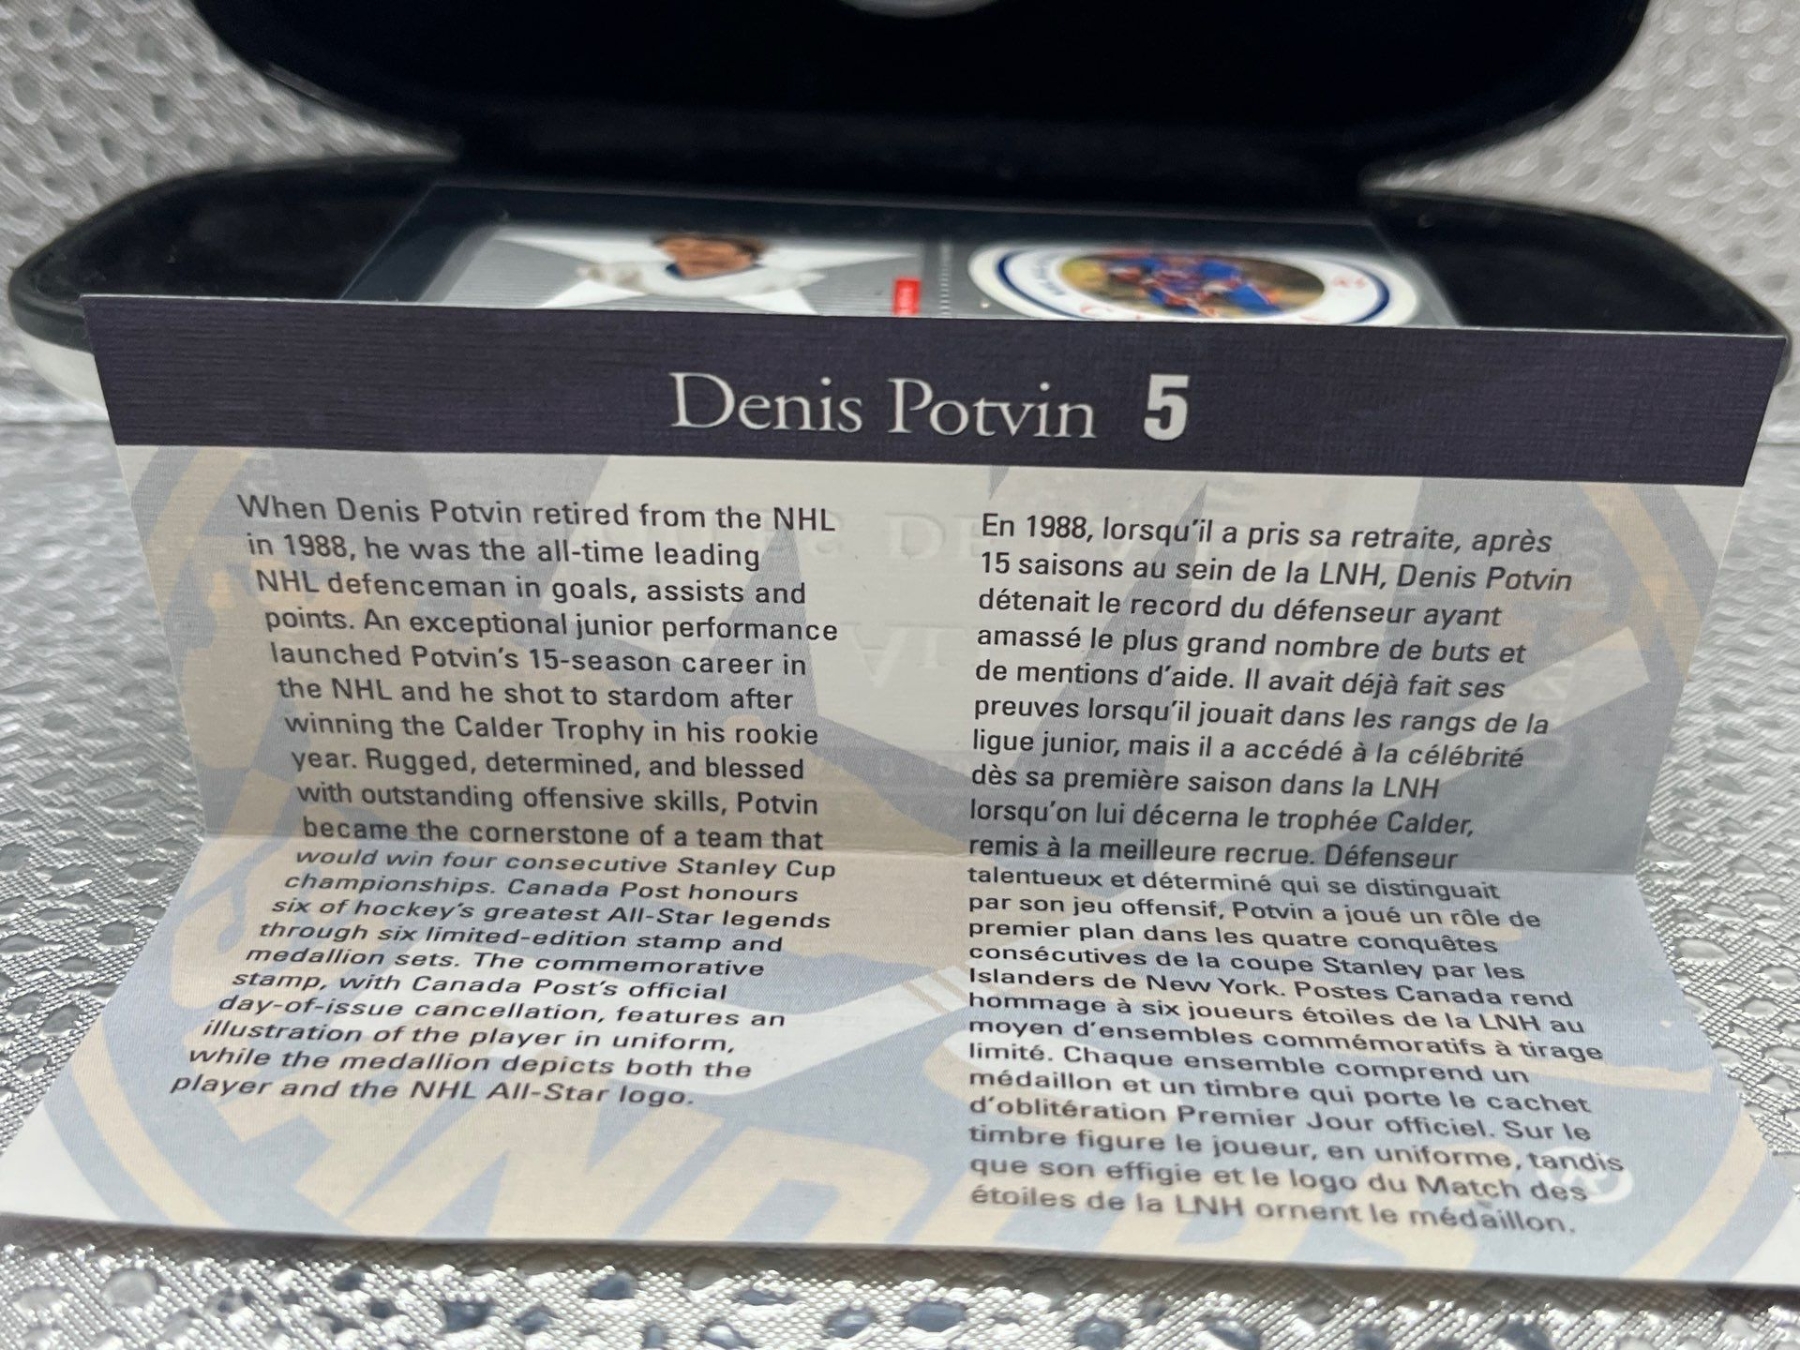 Denis Potvin 5
When Denis Potvin retired from the NHL
in 1988, he was the all-time leading
NHL defenceman in goals, assists and
points. An exceptional junior performance
launched Potvin's 15-season career in
the NHL and he shot to stardom after
winning the Calder Trophy in his rookie
year. Rugged, determined, and blessed
with outstanding offensive skills, Potvin
became the cornerstone of a team that
would win four consecutive Stanley Cup
championships. Canada Post honours
six of hockey's greatest All-Star legends
through six limited-edition stamp and
medallion sets. The commemorative
stamp, with Canada Post's official
day-of-issue cancellation, features an
illustration of the player in uniform,
while the medallion depicts both the
player and the NHL All-Star logo.
En 1988, lorsqu'il a pris sa retraite, après
15 saisons au sein de la LNH, Denis Potvin
détenait le record du défenseur ayant
amassé le plus grand nombre de buts et
de mentions d'aide. Il avait déjà fait ses
preuves lorsqu'il jouait dans les rangs de la
ligue junior, mais il a accédé à la célébrité
dès sa première saison dans la LNH
lorsqu'on lui décerna le trophée Calder,
remis à la meilleure recrue. Défenseur
talentueux et déterminé qui se distinguait
par son jeu offensif, Potvin a joué un rôle de
premier plan dans les quatre conquêtes
consécutives de la coupe Stanley par les
Islanders de New York. Postes Canada rend
hommage à six joueurs étoiles de la LNH au
moyen d'ensembles commémoratifs à tirage
limité. Chaque ensemble comprend un
médaillon et un timbre qui porte le cachet
d'oblitération Premier Jour officiel. Sur le
timbre figure le joueur, en uniforme, tandis
que son effigie et le logo du Match des
étoiles de la LNH ornent le médaillon.